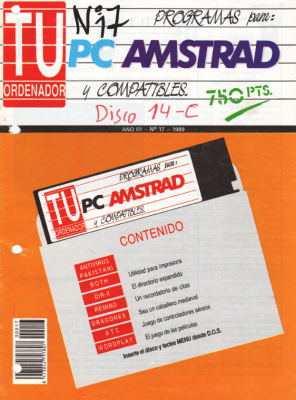 Nº 17
PROGRAMAS para:
TU
ORDENADOR
PC AMSTRAD
y COMPATIBLES.
750 PTS.
Disco 14-C
AÑO III - Nº 17 - 1989
PROGRAMAS para:
TU
ORDENADOR
PC AMSTRAD
y COMPATIBLES.
CONTENIDO
ANTIVIRUS
PAKISTANI
BOTH Utilidad para impresora
DIR-X El directorio expandido
REMIND Un recordatorio de citas
DRAGONES Sea un caballero medieval
ATC Juego de controladores aéreos
WORDPLAY El juego de las películas
Inserte el disco y teclee MENU desde D.O.S.